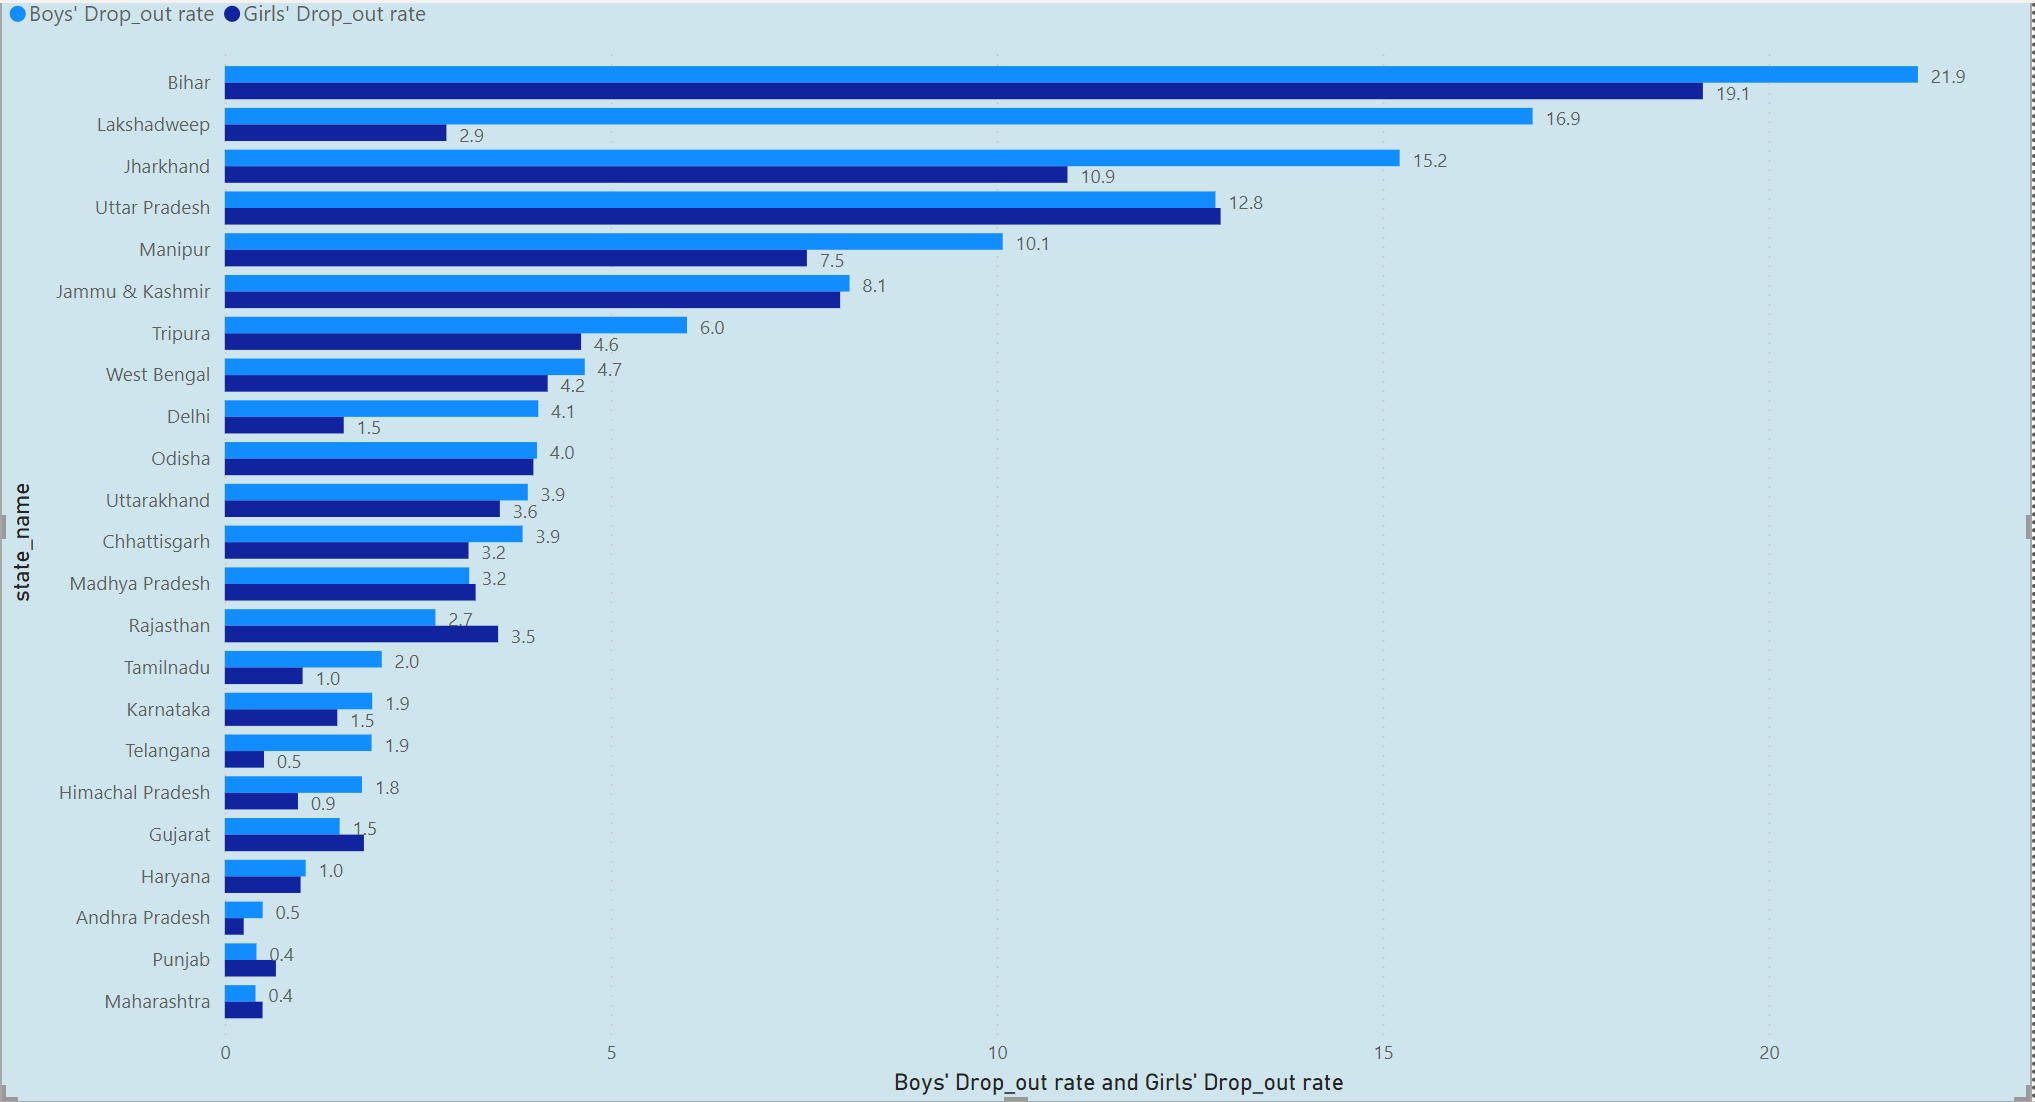 Boys' Drop_out rate Girls' Drop_out rate
Bihar 21.9
19.1
Lakshadweep 16.9
2.9
Jharkhand 15.2
10.9
Uttar Pradesh 12.8
Manipur 10.1
7.5
Jammu & Kashmir 8.1
Tripura 6.0
4.6
West Bengal 4.7
4.2
Delhi 4.1
1.5
Odisha 4.0
Uttarakhand 3.9
3.6
Chhattisgarh 3.9
3.2
Madhya Pradesh 3.2
Rajasthan 2.7
3.5
Tamilnadu 2.0
1.0
Karnataka 1.9
1.5
Telangana 1.9
0.5
Himachal Pradesh 1.8
0.9
Gujarat 1.5
Haryana 1.0
Andhra Pradesh 0.5
Punjab 0.4
Maharashtra 0.4
state_name
0 5 10 15 20
Boys' Drop_out rate and Girls' Drop_out rate